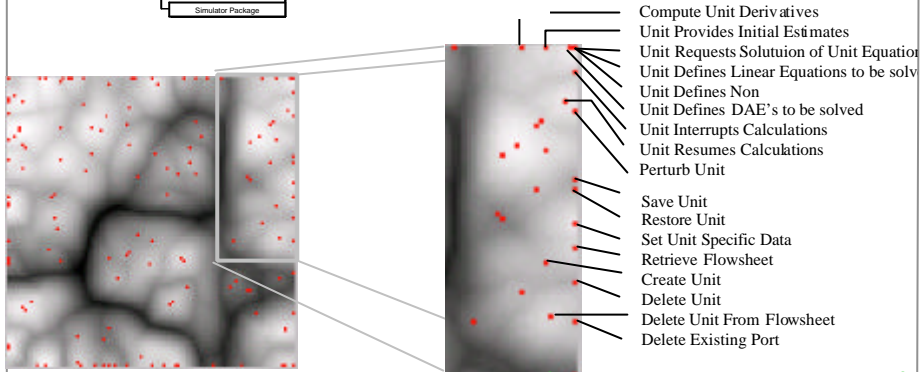 Simulator Package
Compute Unit Derivatives
Unit Provides Initial Estimates
Unit Requests Solutuion of Unit Equation
Unit Defines Linear Equations to be solv
Unit Defines Non
Unit Defines DAE's to be solved
Unit Interrupts Calculations
Unit Resumes Calculations
Perturb Unit
Save Unit
Restore Unit
Set Unit Specific Data
Retrieve Flowsheet
Create Unit
Delete Unit
Delete Unit From Flowsheet
Delete Existing Port